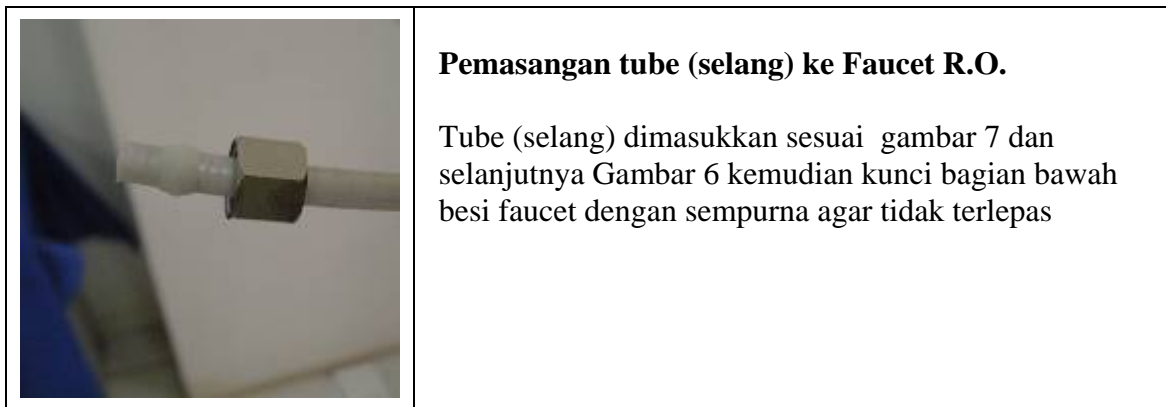 Pemasangan tube (selang) ke Faucet R.O.
Tube (selang) dimasukkan sesuai gambar 7 dan
selanjutnya Gambar 6 kemudian kunci bagian bawah
besi faucet dengan sempurna agar tidak terlepas